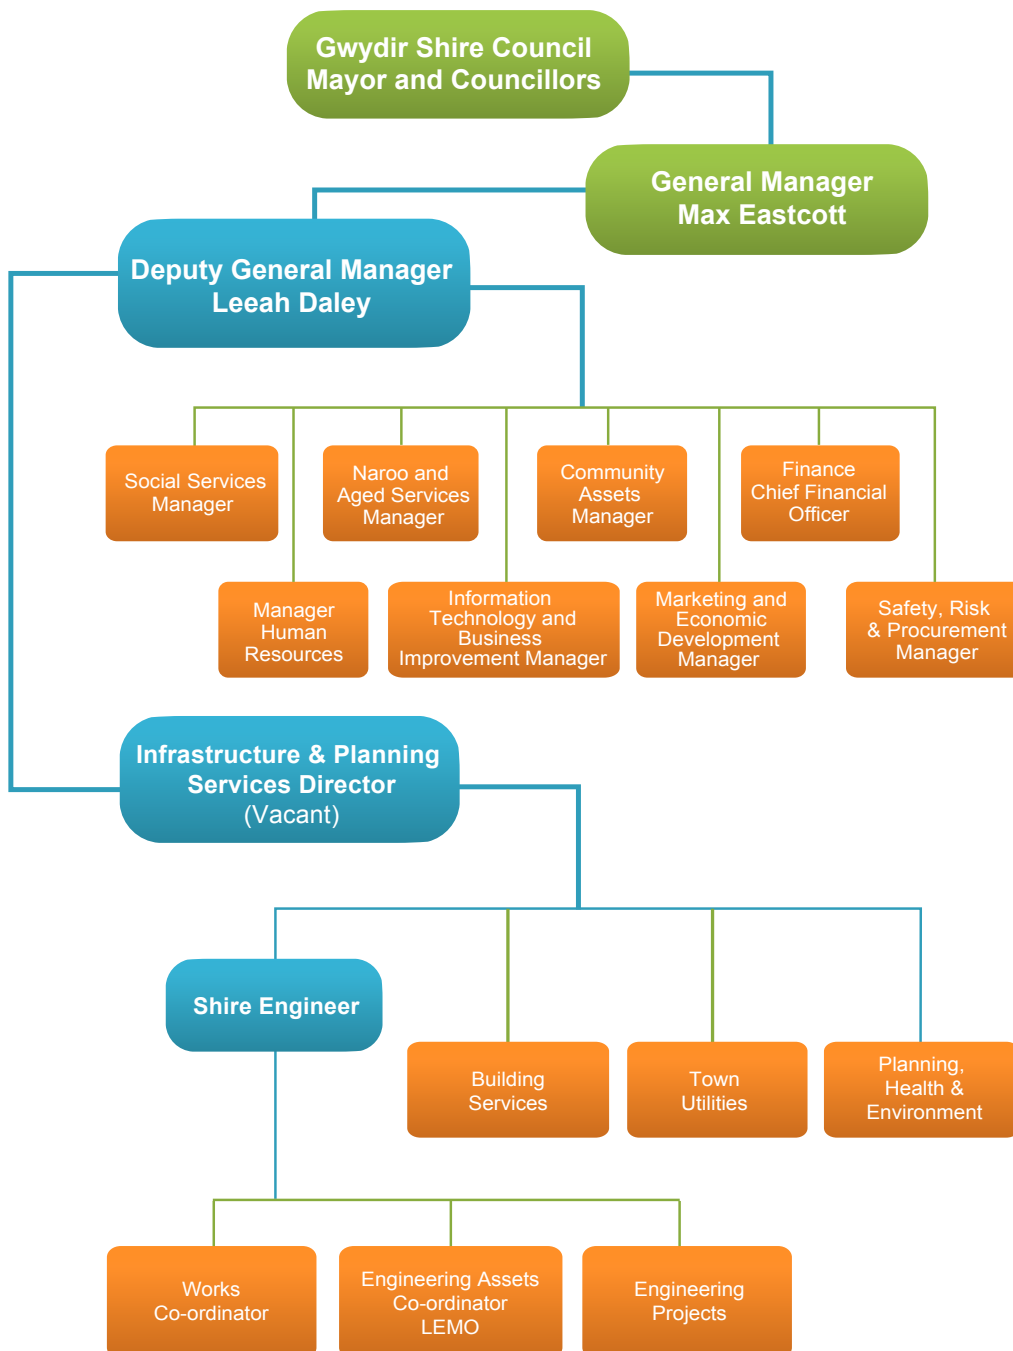 Gwydir Shire Council
Mayor and Councillors
General Manager
Max Eastcott
Deputy General Manager
Leeah Daley
Social Services
Manager
Naroo and
Aged Services
Manager
Community
Assets
Manager
Finance
Chief Financial
Officer
Manager
Human
Resources
Information
Technology and
Business
Improvement Manager
Marketing and
Economic
Development
Manager
Safety, Risk
& Procurement
Manager
Infrastructure & Planning
Services Director
(Vacant)
Shire Engineer
Building
Services
Town
Utilities
Planning,
Health &
Environment
Works
Co-ordinator
Engineering Assets
Co-ordinator
LEMO
Engineering
Projects